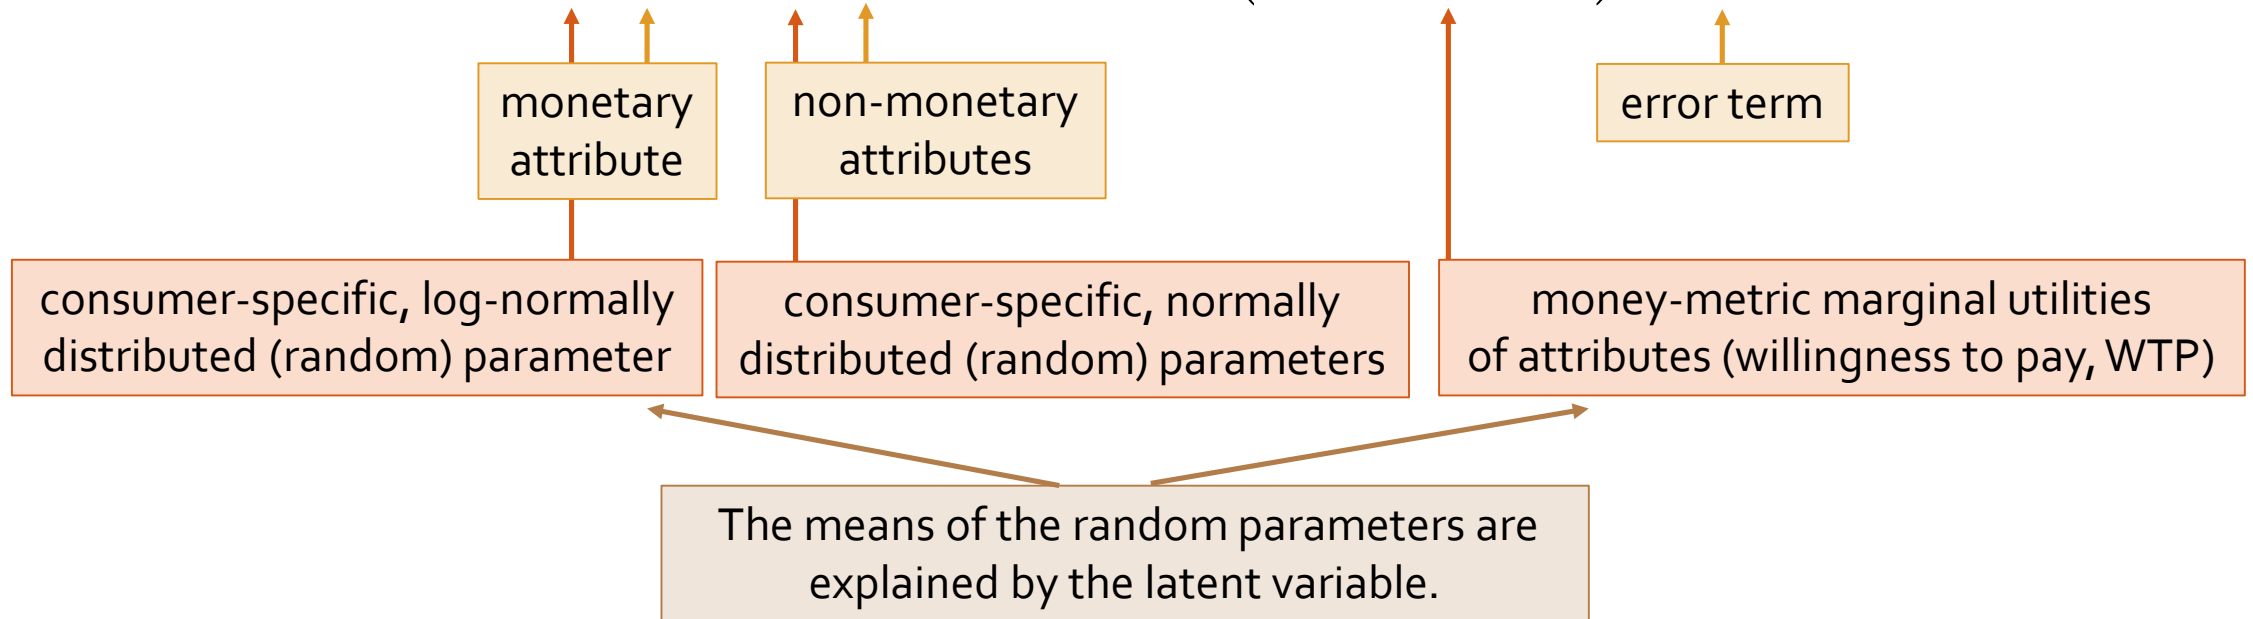 monetary
attribute
non-monetary
attributes
error term
consumer-specific, log-normally
distributed (random) parameter
consumer-specific, normally
distributed (random) parameters
money-metric marginal utilities
of attributes (willingness to pay, WTP)
The means of the random parameters are
explained by the latent variable.